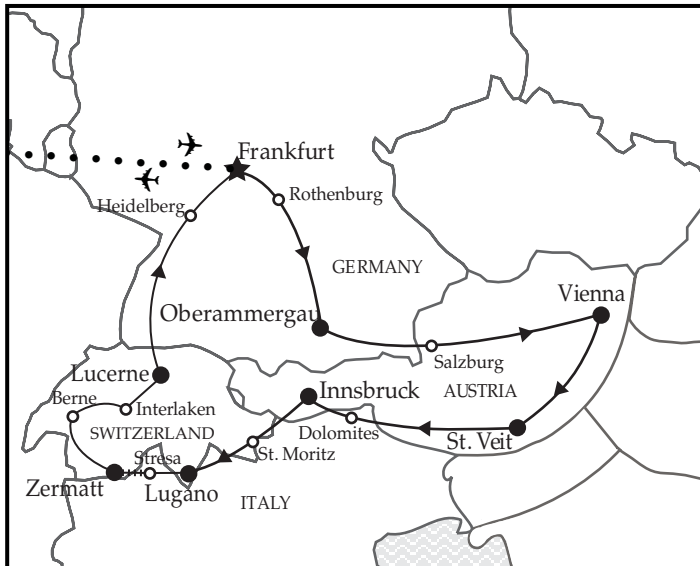 Frankfurt
Heidelberg
Rothenburg
GERMANY
Vienna
Oberammergau
Salzburg
Lucerne
Innsbruck
AUSTRIA
Berne
Interlaken
Dolomites
SWITZERLAND
St. Veit
St. Moritz
Stresa
Zermatt
Lugano
ITALY